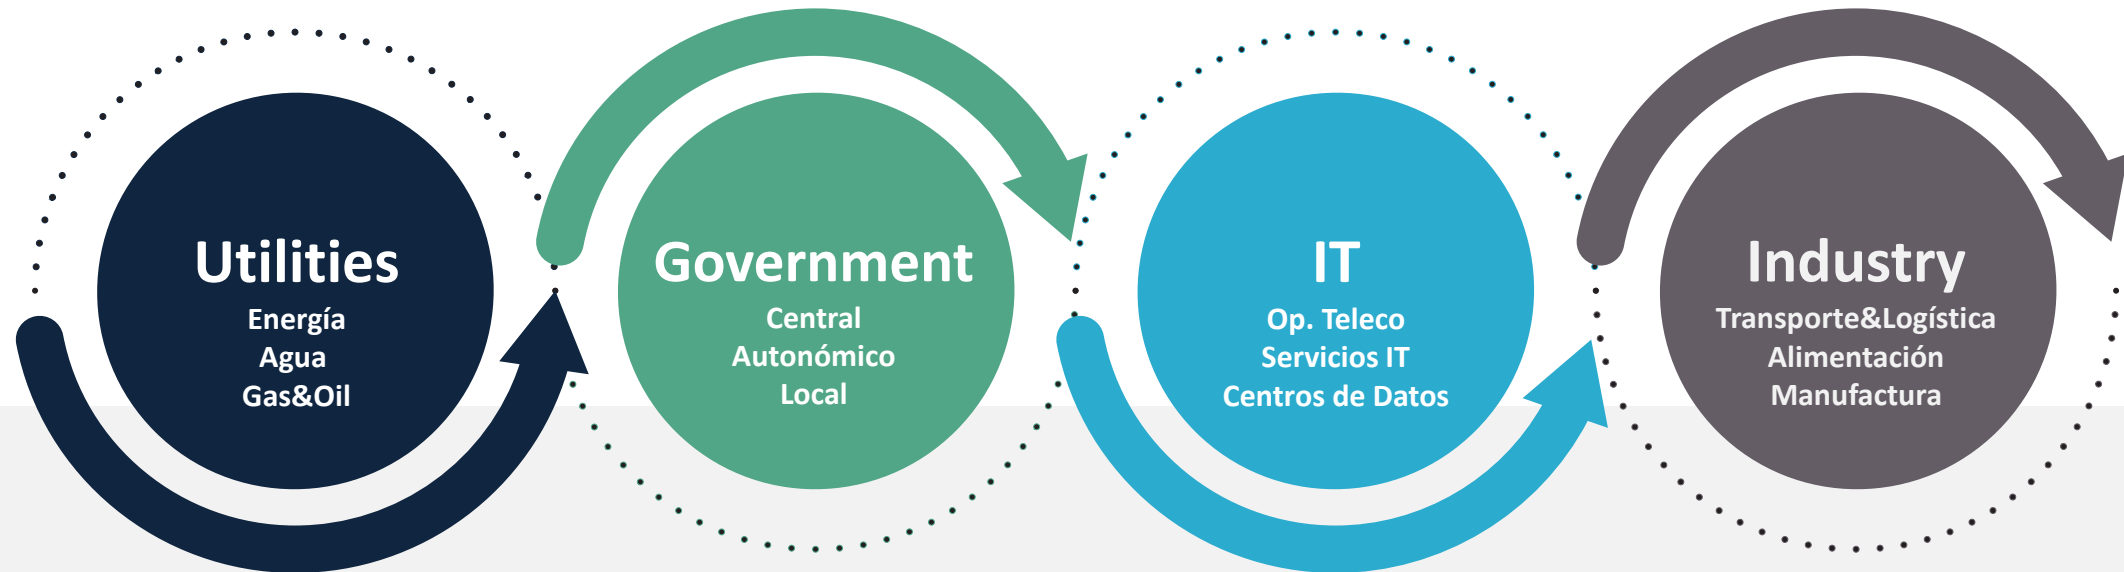 Utilities
Energía
Agua
Gas&Oil
Government
Central
Autonómico
Local
IT
Op. Teleco
Servicios IT
Centros de Datos
Industry
Transporte&Logística
Alimentación
Manufactura